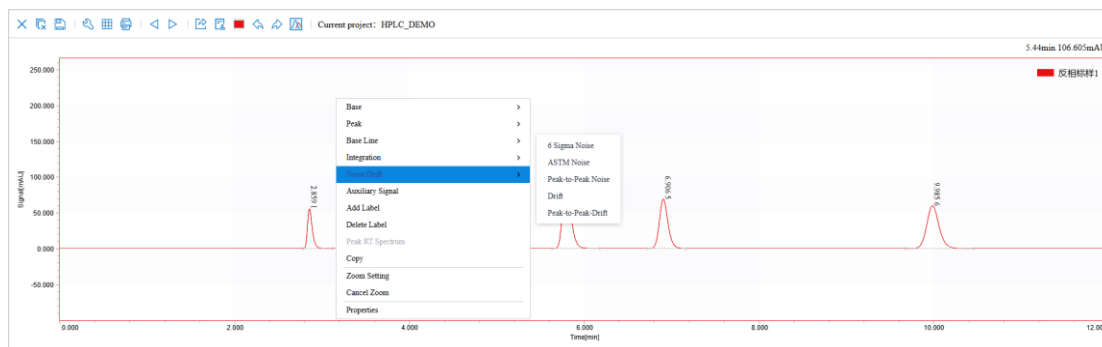 Current project: HPLC_DEMO
5.44min 106.605mAU
反相标样1
250.000
200.000
150.000
100.000
50.000
0.000
-50.000
Signal[mAU]
2.859 1
6.906 5
9.985 6
Base
Peak
Base Line
Integration
Noise/Drift
Auxiliary Signal
Add Label
Delete Label
Peak RT Spectrum
Copy
Zoom Setting
Cancel Zoom
Properties
6 Sigma Noise
ASTM Noise
Peak-to-Peak Noise
Drift
Peak-to-Peak-Drift
0.000
2.000
4.000
6.000
8.000
10.000
12.00
Time[min]